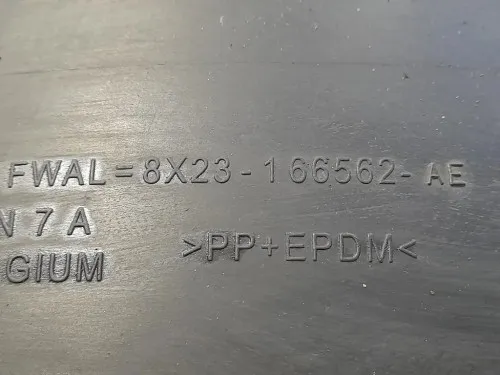 FWAL=8X23-166562-AE
N 7 A
GIUM >PP+EPDM<